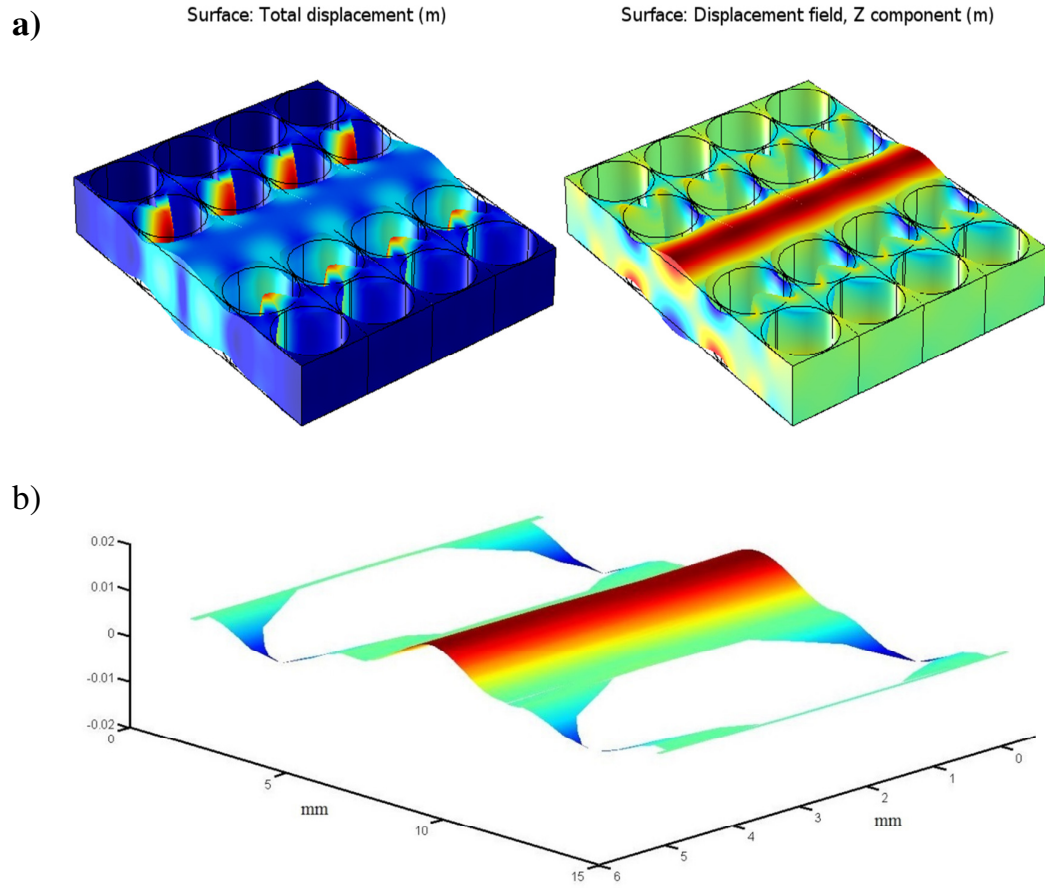 a)
Surface: Total displacement (m)
Surface: Displacement field, Z component (m)
b)
0.02
0.01
0
-0.01
-0.02
0
5
10
15
mm
0
1
2
3
4
5
6
mm